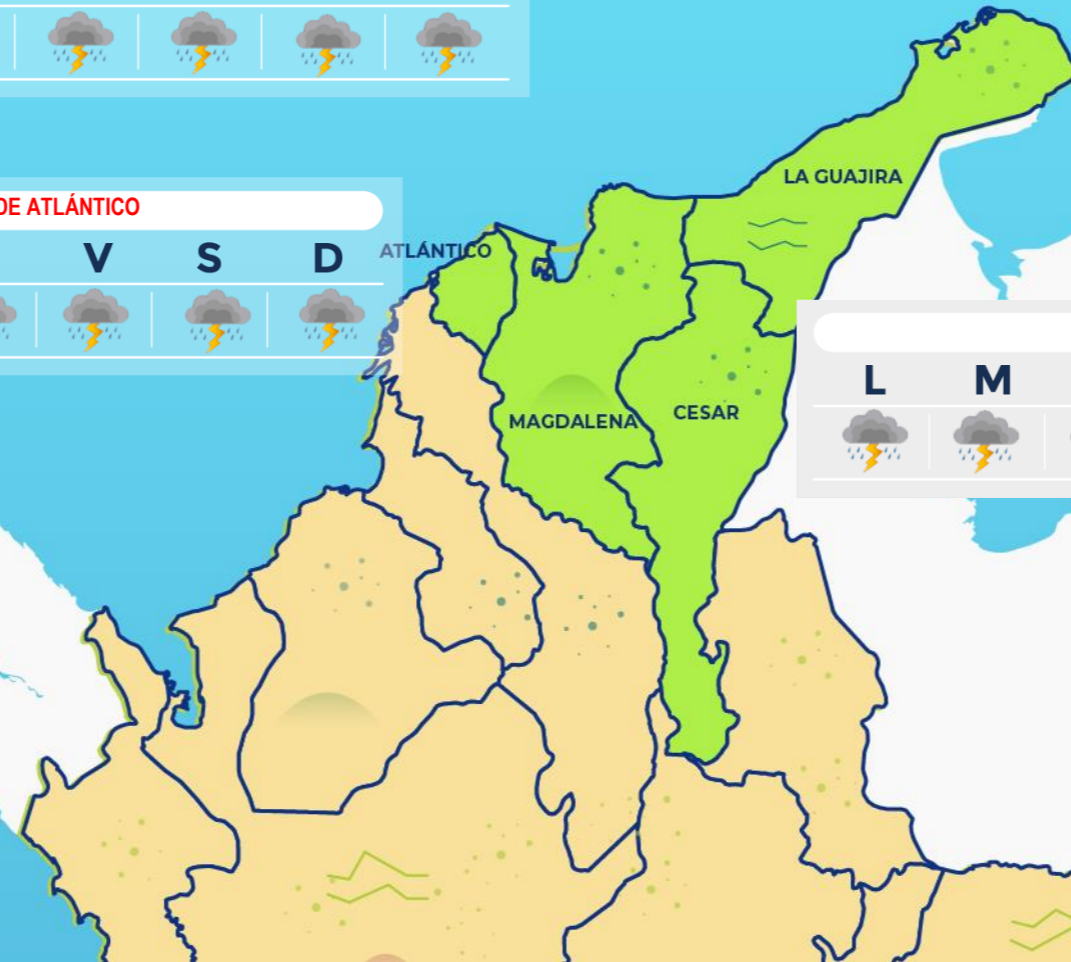 LA GUAJIRA
DE ATLÁNTICO
V S D
ATLÁNTICO
L M
MAGDALENA
CESAR